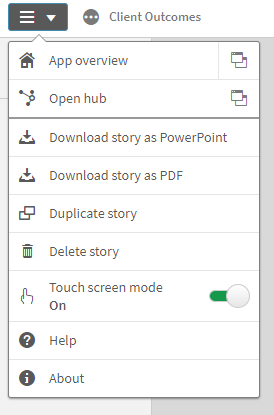 Client Outcomes
App overview
Open hub
Download story as PowerPoint
Download story as PDF
Duplicate story
Delete story
Touch screen mode
On
Help
About